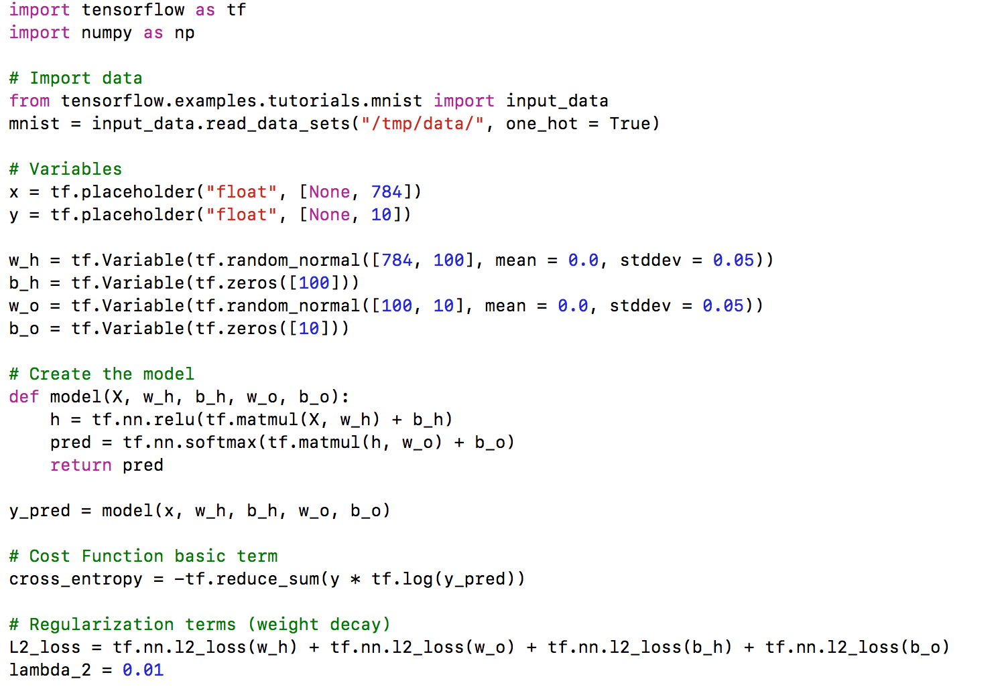 import tensorflow as tf
import numpy as np

# Import data
from tensorflow.examples.tutorials.mnist import input_data
mnist = input_data.read_data_sets("/tmp/data/", one_hot = True)

# Variables
x = tf.placeholder("float", [None, 784])
y = tf.placeholder("float", [None, 10])

w_h = tf.Variable(tf.random_normal([784, 100], mean = 0.0, stddev = 0.05))
b_h = tf.Variable(tf.zeros([100]))
w_o = tf.Variable(tf.random_normal([100, 10], mean = 0.0, stddev = 0.05))
b_o = tf.Variable(tf.zeros([10]))

# Create the model
def model(X, w_h, b_h, w_o, b_o):
    h = tf.nn.relu(tf.matmul(X, w_h) + b_h)
    pred = tf.nn.softmax(tf.matmul(h, w_o) + b_o)
    return pred

y_pred = model(x, w_h, b_h, w_o, b_o)

# Cost Function basic term
cross_entropy = -tf.reduce_sum(y * tf.log(y_pred))

# Regularization terms (weight decay)
L2_loss = tf.nn.l2_loss(w_h) + tf.nn.l2_loss(w_o) + tf.nn.l2_loss(b_h) + tf.nn.l2_loss(b_o)
lambda_2 = 0.01